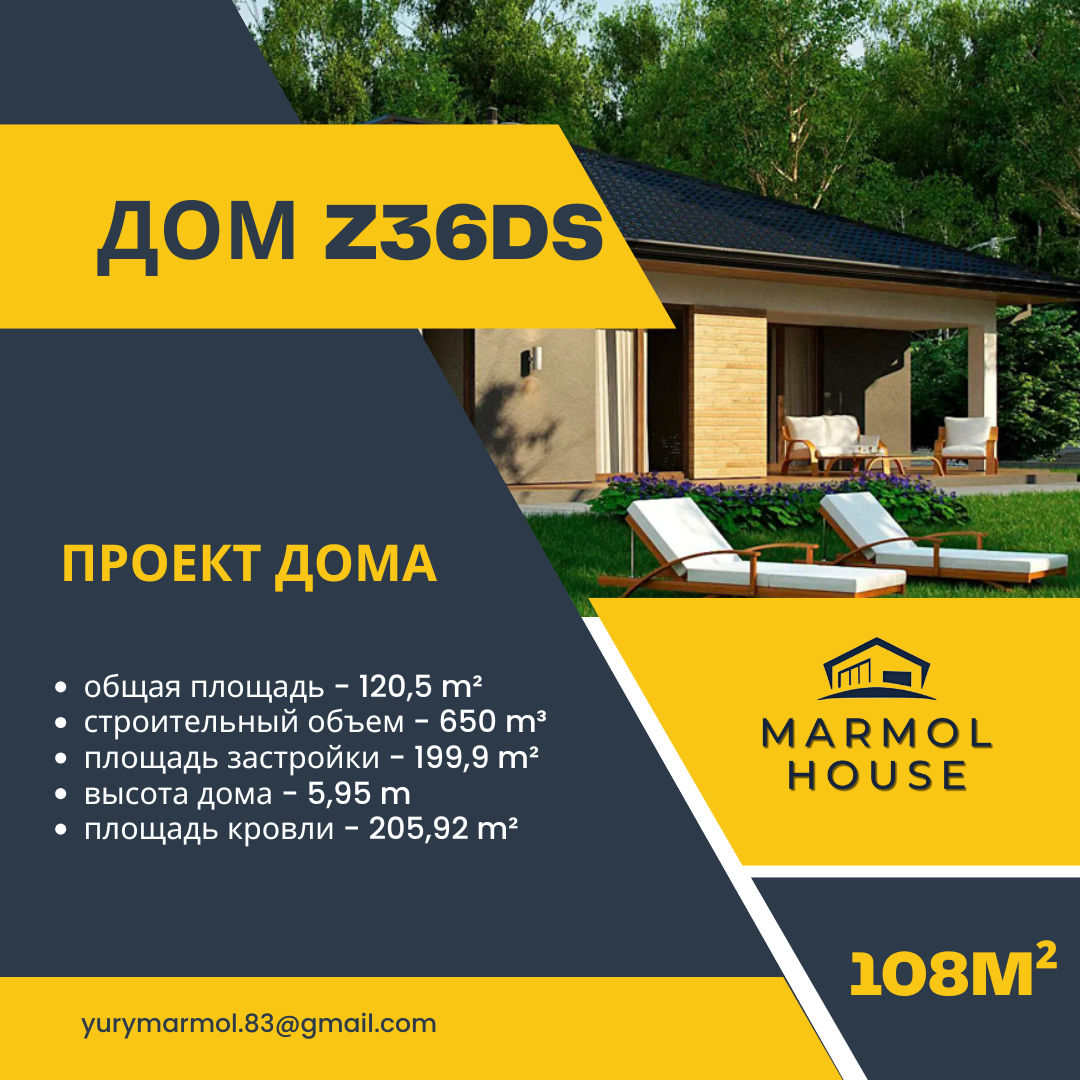 ДОМ Z36DS
ПРОЕКТ ДОМА
• общая площадь - 120,5 m²
• строительный объем - 650 m³
• площадь застройки - 199,9 m²
• высота дома - 5,95 m
• площадь кровли - 205,92 m²
MARMOL
HOUSE
108М²
yurymarmol.83@gmail.com